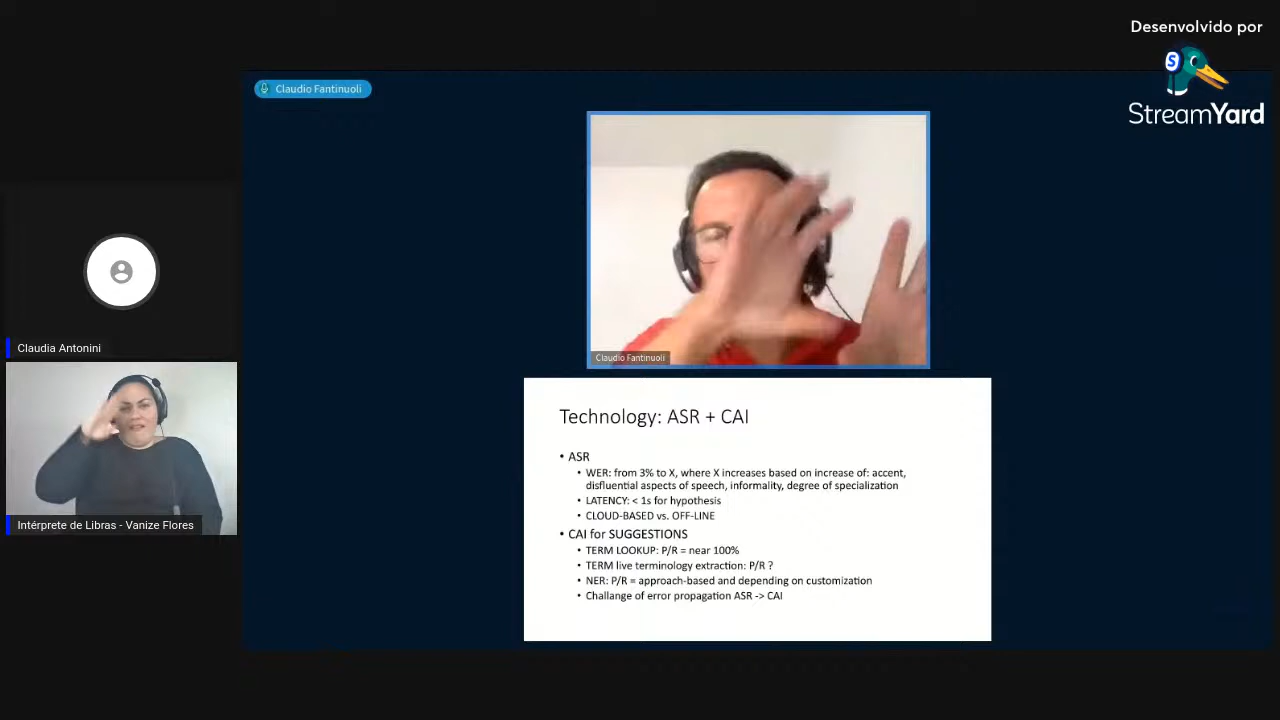 Desenvolvido por
StreamYard
Claudio Fantinuoli
Claudio Fantinuoli
Claudia Antonini
Intérprete de Libras - Vanize Flores
Technology: ASR + CAI
• ASR
• WER: from 3% to X, where X increases based on increase of: accent,
disfluential aspects of speech, informality, degree of specialization
• LATENCY: < 1s for hypothesis
• CLOUD-BASED vs. OFF-LINE
• CAI for SUGGESTIONS
• TERM LOOKUP: P/R = near 100%
• TERM live terminology extraction: P/R ?
• NER: P/R = approach-based and depending on customization
• Challange of error propagation ASR -> CAI